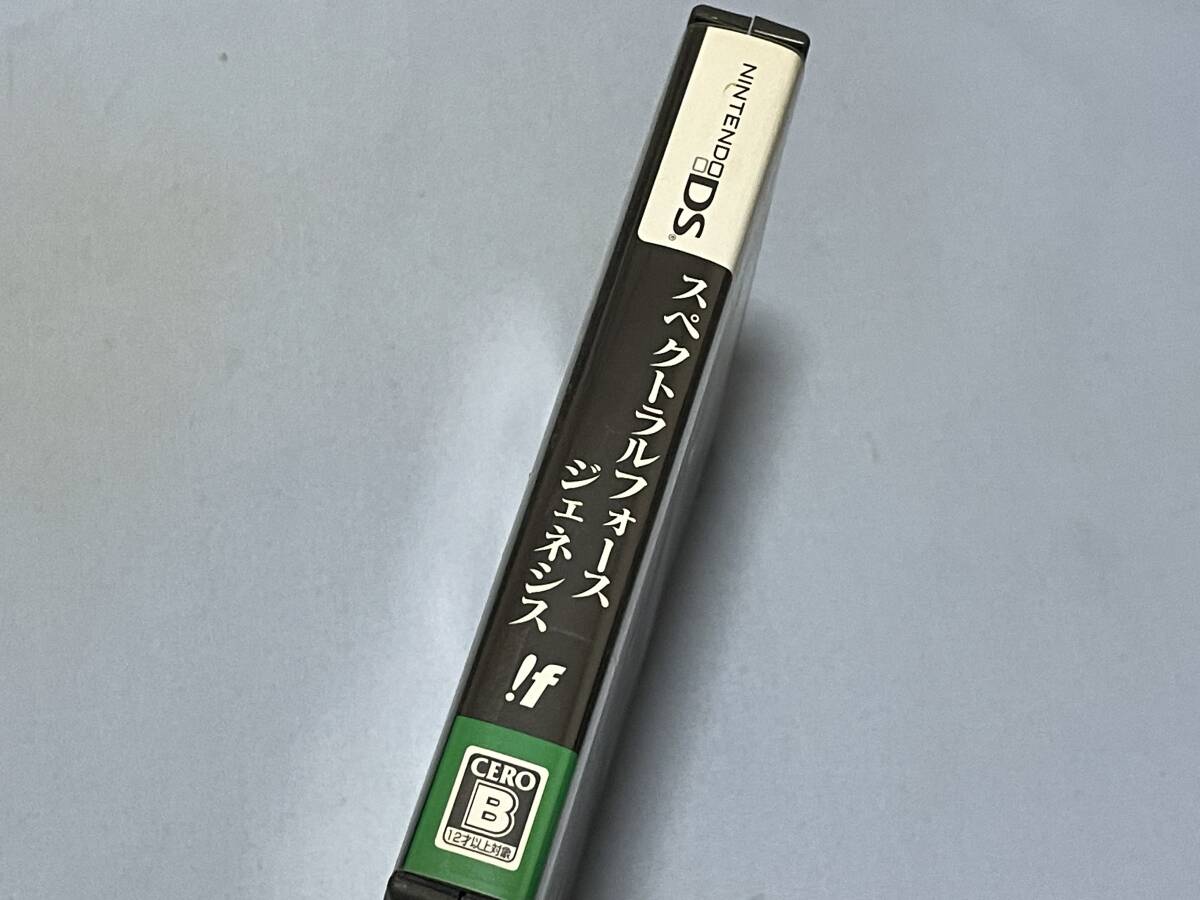 NINTENDO DS®
スペクトラルフォース
ジェネシス
!f
CERO
B
12才以上対象